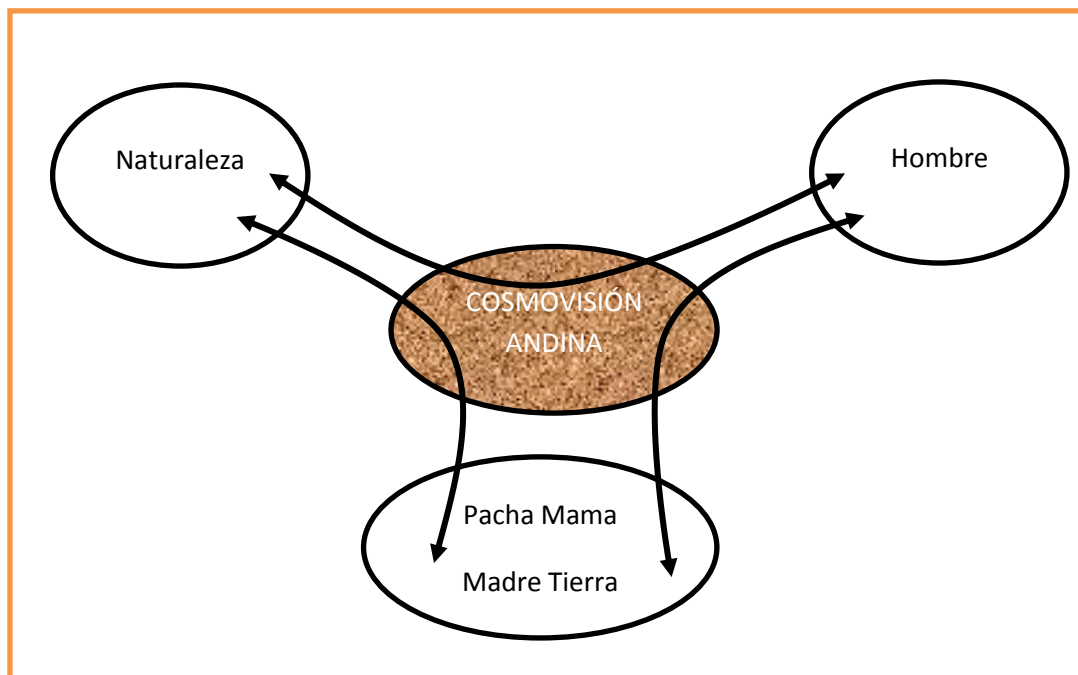 Naturaleza
Hombre
COSMOVISIÓN
ANDINA
Pacha Mama
Madre Tierra